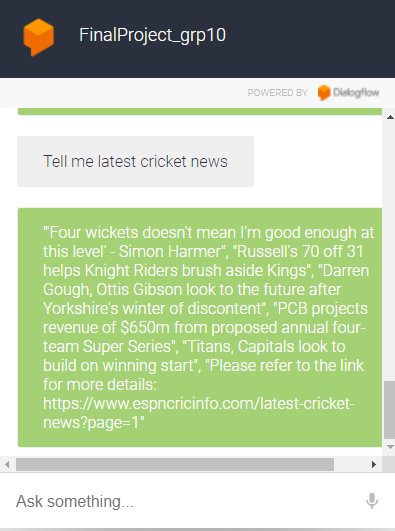 FinalProject_grp10
POWERED BY Dialogflow
Tell me latest cricket news
"'Four wickets doesn't mean I'm good enough at
this level' - Simon Harmer", "Russell's 70 off 31
helps Knight Riders brush aside Kings", "Darren
Gough, Ottis Gibson look to the future after
Yorkshire's winter of discontent", "PCB projects
revenue of $650m from proposed annual four-
team Super Series", "Titans, Capitals look to
build on winning start", "Please refer to the link
for more details:
https://www.espncricinfo.com/latest-cricket-
news?page=1"
Ask something...